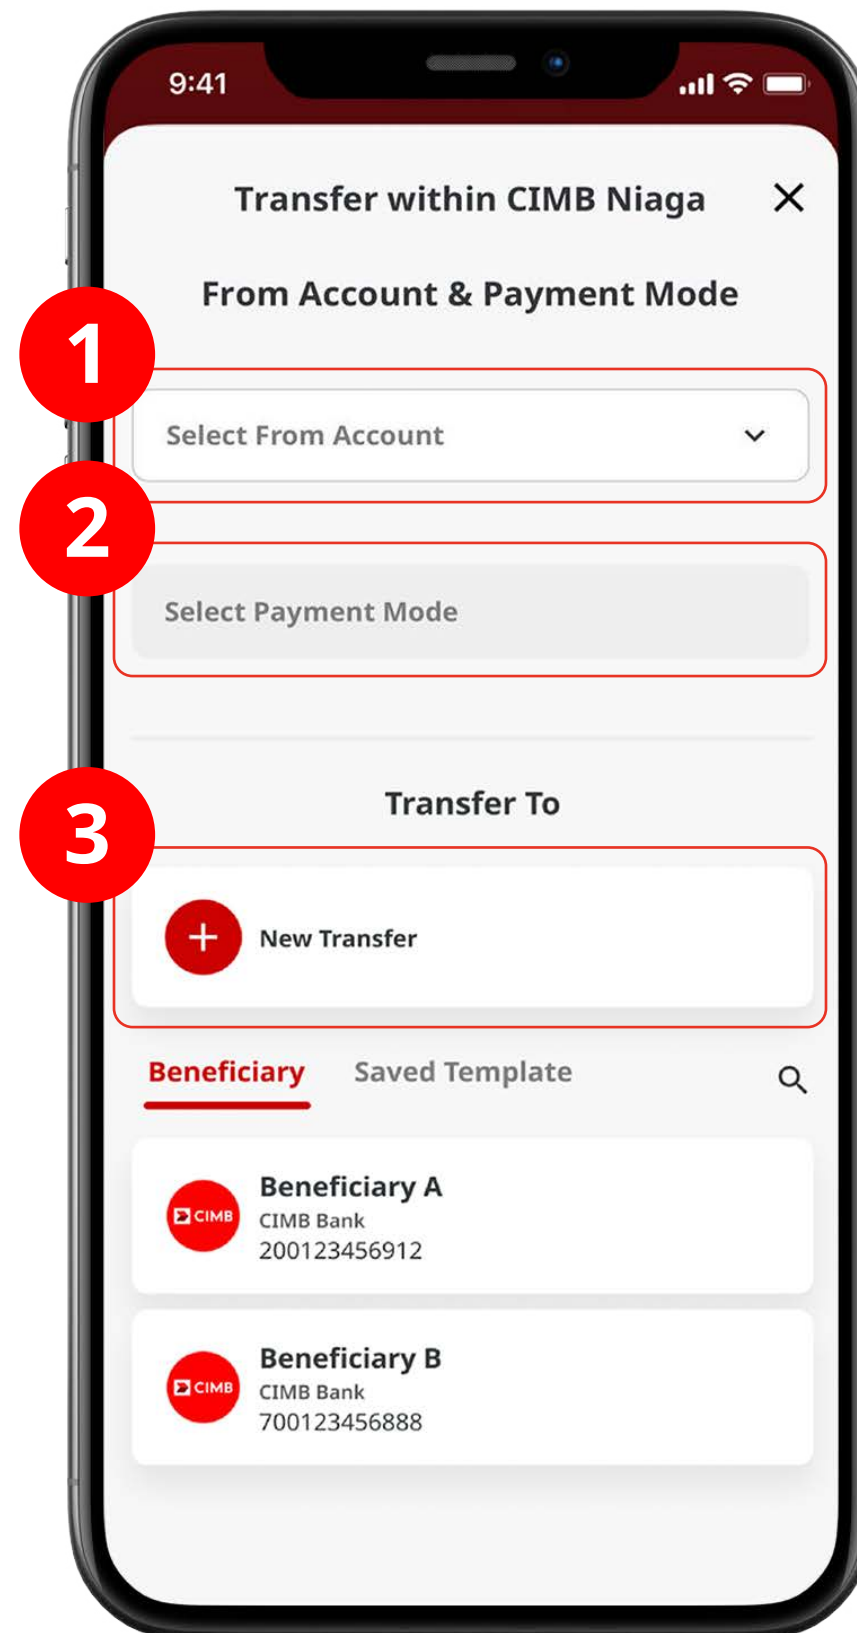 9:41
Transfer within CIMB Niaga
From Account & Payment Mode
1
Select From Account
2
Select Payment Mode
Transfer To
3
New Transfer
Beneficiary Saved Template
Beneficiary A
CIMB
CIMB Bank
200123456912
Beneficiary B
CIMB
CIMB Bank
700123456888